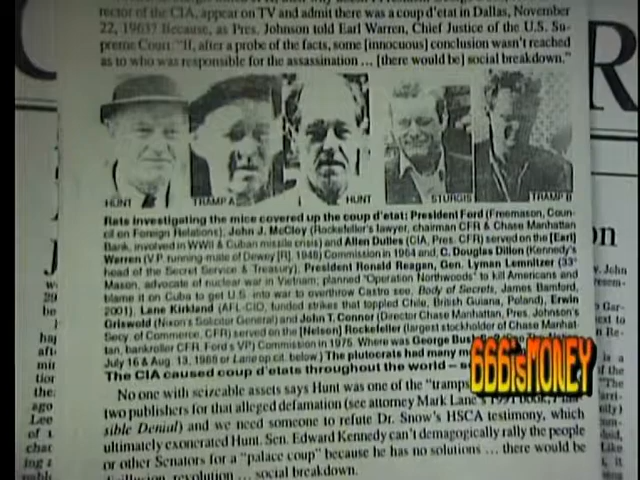 rector of the CIA, appear on TV and admit there was a coup d'etat in Dallas, November
22, 1963? Because, as Pres. Johnson told Earl Warren, Chief Justice of the U.S. Su-
preme Court: "If, after a probe of the facts, some [innocuous] conclusion wasn't reached
as to who was responsible for the assassination ... [there would be] social breakdown."
HUNT TRAMP A HUNT STURGIS TRAMP B
Rats investigating the mice covered up the coup d'etat: President Ford (Freemason, Coun-
cil on Foreign Relations), John J. McCloy (Rockefeller's lawyer, chairman CFR & Chase Manhattan
Bank, involved in WWII & Cuban missile crisis) and Allen Dulles (CIA, Pres. CFR) served on the [Earl]
Warren (V.P. running-mate of Dewey [R], 1948) Commission in 1964 and, C. Douglas Dillon (Kennedy's
head of the Secret Service & Treasury). President Ronald Reagan, Gen. Lyman Lemnitzer (33°
Mason, advocate of nuclear war in Vietnam; planned "Operation Northwoods" to kill Americans and
blame it on Cuba to get U.S. into war to overthrow Castro see, Body of Secrets, James Bamford,
2001), Lane Kirkland (AFL-CIO, funded strikes that toppled Chile, British Guiana, Poland), Erwin
Griswold (Nixon's Solicitor General) and John T. Connor (Director Chase Manhattan, Pres. Johnson's
Secy of Commerce, CFR) served on the [Nelson] Rockefeller (largest stockholder of Chase Manhat-
tan, bankroller CFR, Ford's VP) Commission in 1975. Where was George Bu
July 16 & Aug. 13, 1988 or Lane op cit. below.) The plutocrats had many m
The CIA caused coup d'etats throughout the world – s
666isMONEY
No one with seizeable assets says Hunt was one of the "tramps
two publishers for that alleged defamation (see attorney Mark Lane's 1991 book, Plau-
sible Denial) and we need someone to refute Dr. Snow's HSCA testimony, which
ultimately exonerated Hunt. Sen. Edward Kennedy can't demagogically rally the people
or other Senators for a "palace coup" because he has no solutions ... there would be
revolution ... social breakdown.